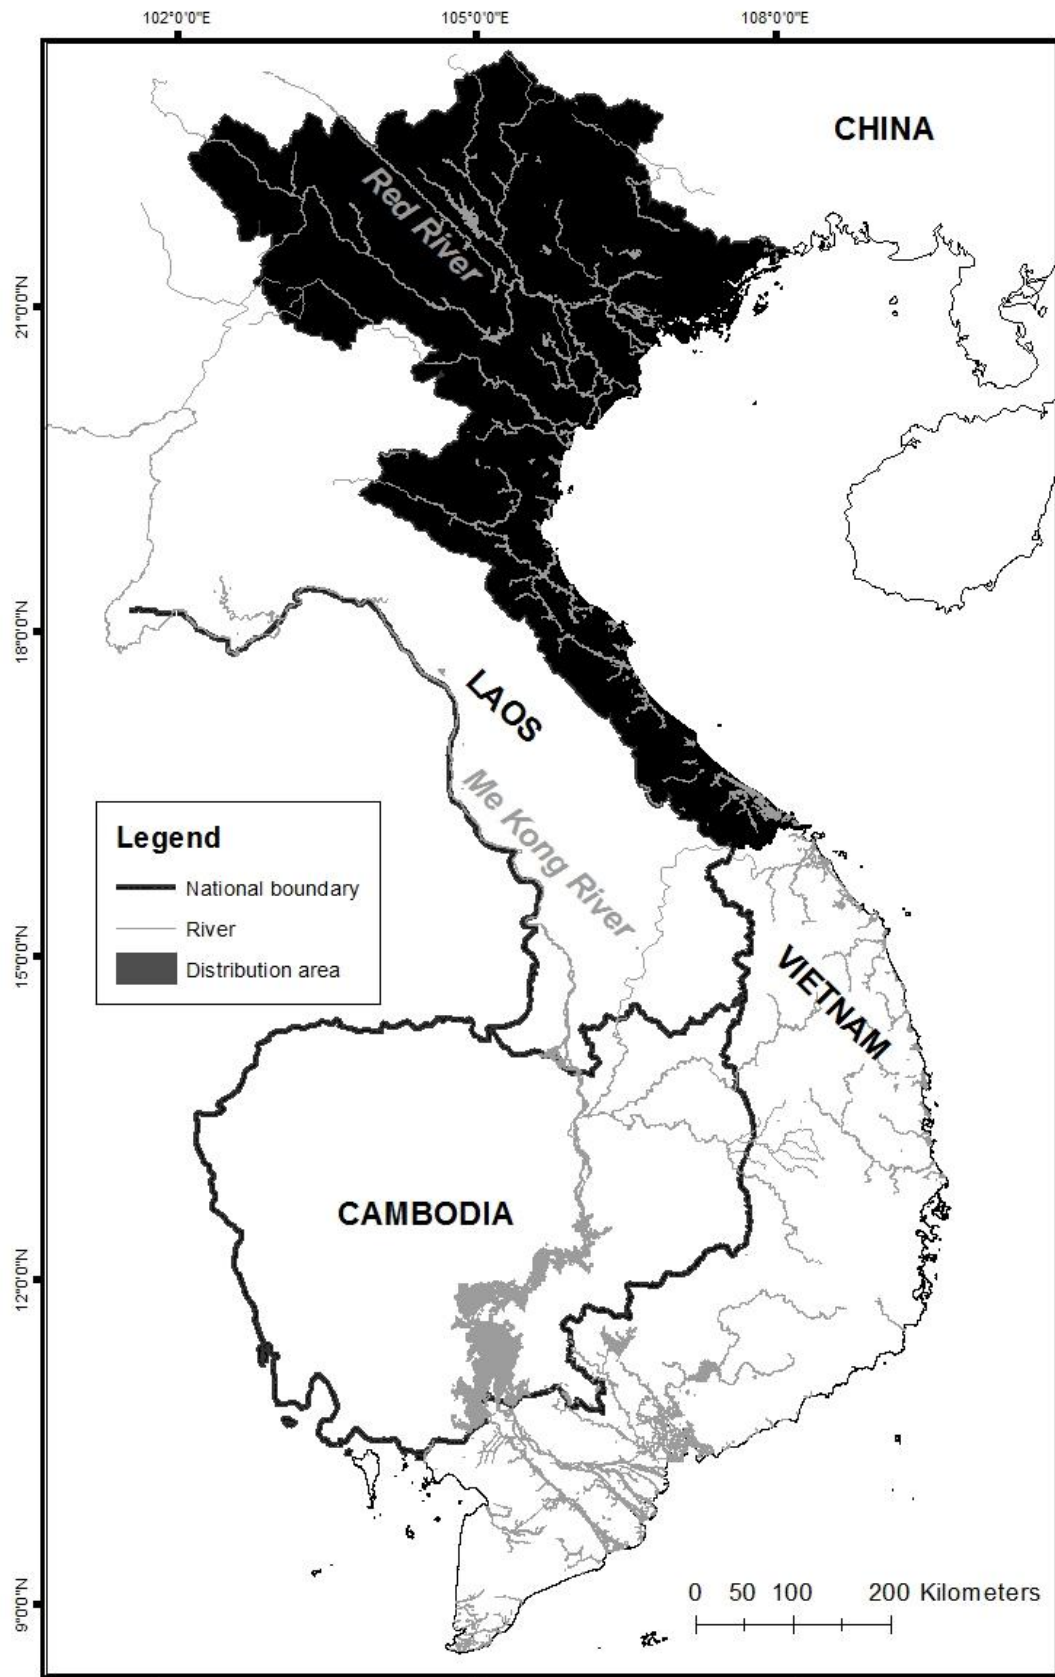 102°0'0"E
105°0'0"E
108°0'0"E
CHINA
Red River
21°0'0"N
18°0'0"N
LAOS
Me Kong River
Legend
National boundary
River
Distribution area
15°0'0"N
VIETNAM
CAMBODIA
12°0'0"N
0 50 100 200 Kilometers
9°0'0"N